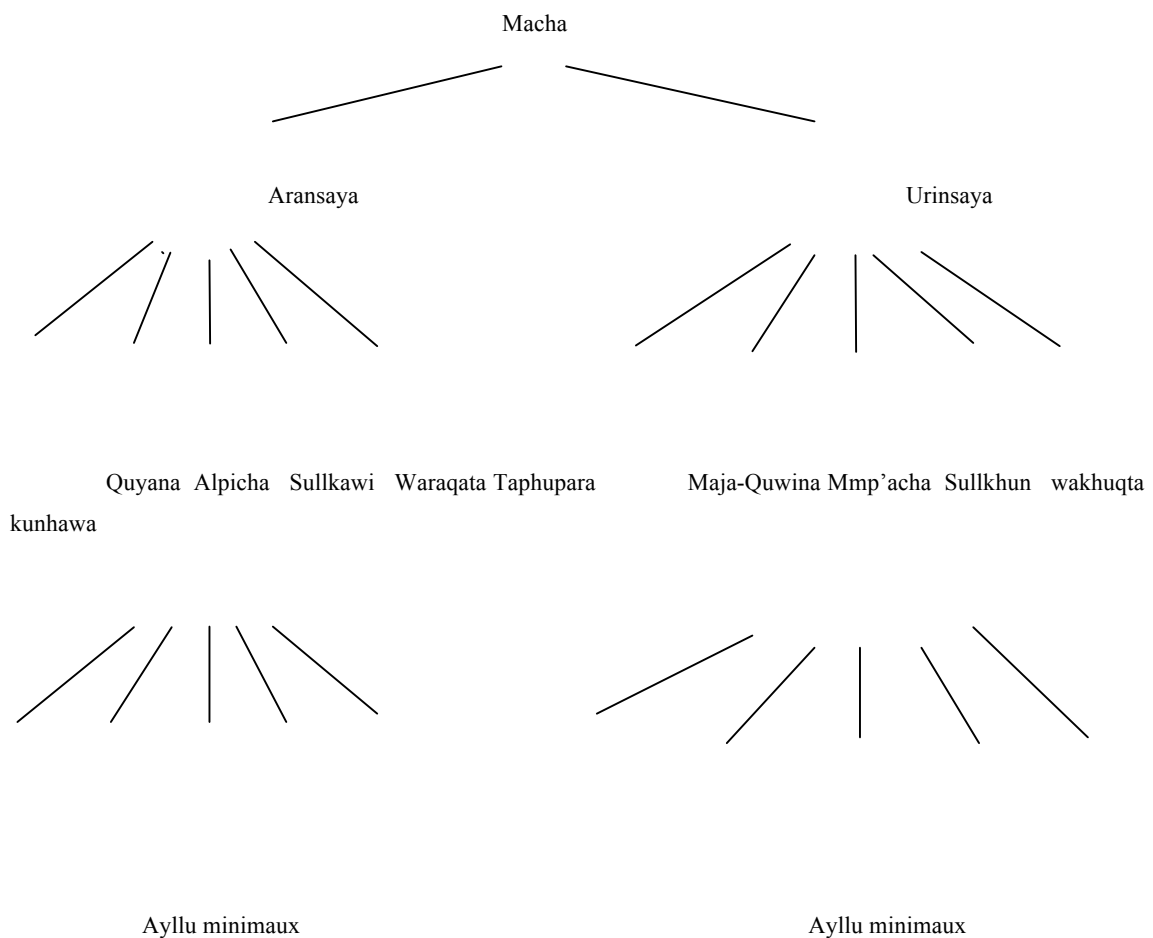 Macha
Aransaya Urinsaya
Quyana Alpicha Sullkawi Waraqata Taphupara Maja-Quwina Mmp’acha Sullkhun wakhuqta
kunhawa
Ayllu minimaux Ayllu minimaux